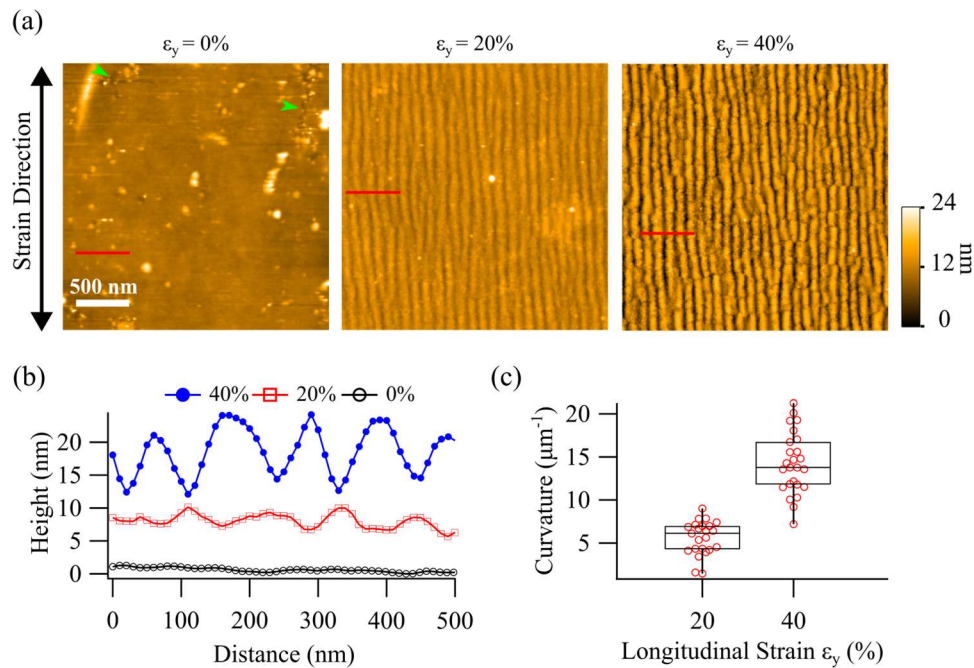 (a)
εy = 0%
εy = 20%
εy = 40%
Strain Direction
500 nm
24
12
0
nm
(b)
40% 20% 0%
Height (nm)
20
15
10
5
0
0 100 200 300 400 500
Distance (nm)
(c)
Curvature (µm⁻¹)
20
15
10
5
20 40
Longitudinal Strain εy (%)